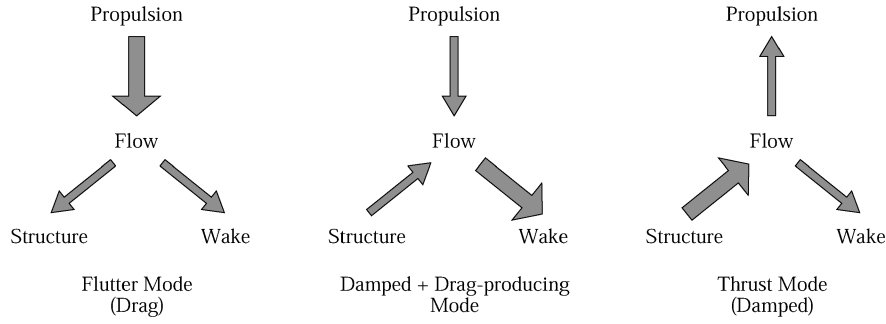 Propulsion
Flow
Structure
Wake
Flutter Mode
(Drag)
Propulsion
Flow
Structure
Wake
Damped + Drag-producing
Mode
Propulsion
Flow
Structure
Wake
Thrust Mode
(Damped)